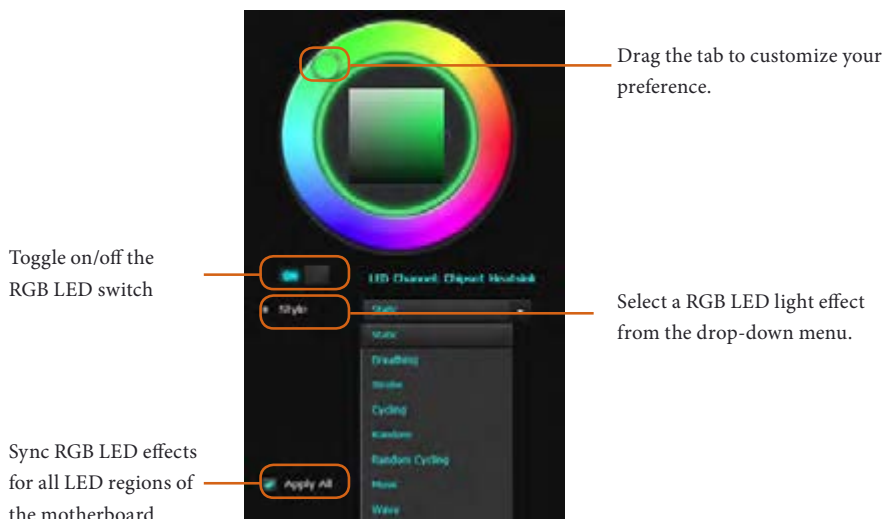 Drag the tab to customize your
preference.
Toggle on/off the
RGB LED switch
On
LED Channel: Chipset Heatsink
Style
Static
Select a RGB LED light effect
from the drop-down menu.
Static
Breathing
Strobe
Cycling
Random
Random Cycling
Wave
Sync RGB LED effects
for all LED regions of
the motherboard
Apply All